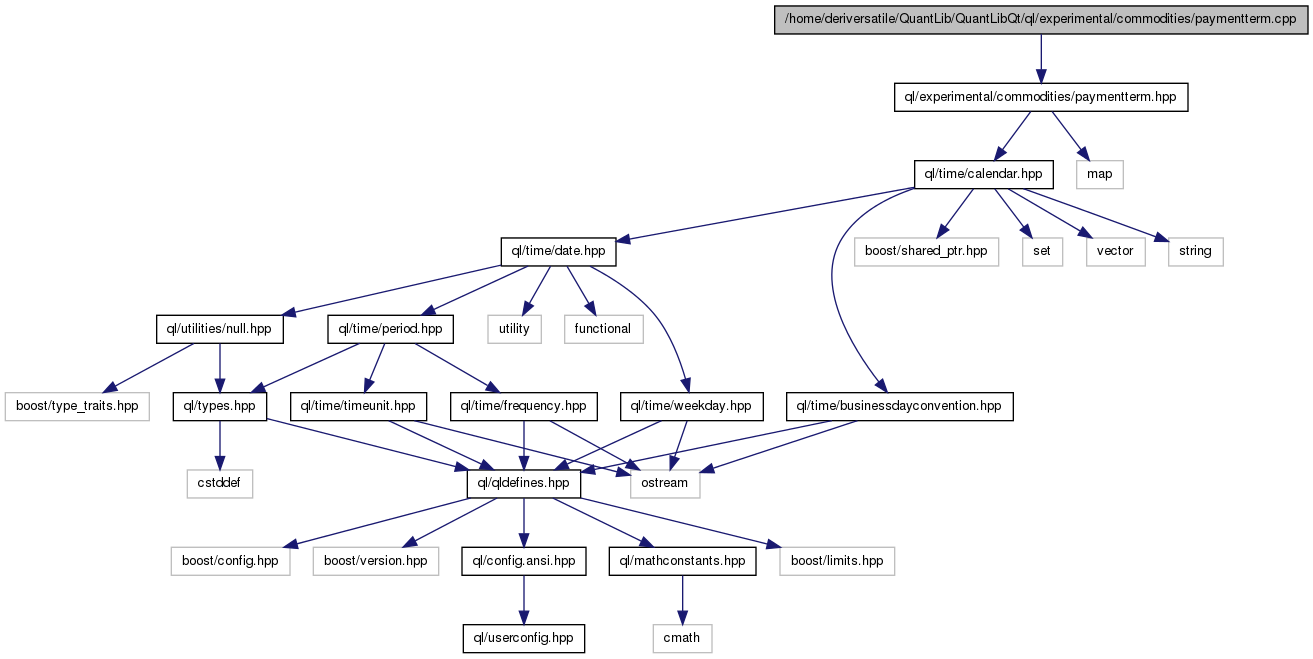 /home/deriversatile/QuantLib/QuantLibQt/ql/experimental/commodities/paymentterm.cpp
ql/experimental/commodities/paymentterm.hpp
ql/time/calendar.hpp
map
ql/time/date.hpp
boost/shared_ptr.hpp
set
vector
string
ql/utilities/null.hpp
ql/time/period.hpp
utility
functional
boost/type_traits.hpp
ql/types.hpp
ql/time/timeunit.hpp
ql/time/frequency.hpp
ql/time/weekday.hpp
ql/time/businessdayconvention.hpp
cstddef
ql/qldefines.hpp
ostream
boost/config.hpp
boost/version.hpp
ql/config.ansi.hpp
ql/mathconstants.hpp
boost/limits.hpp
ql/userconfig.hpp
cmath